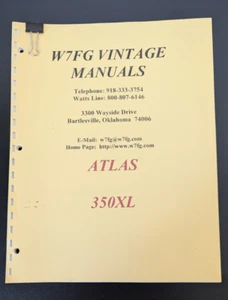 W7FG VINTAGE
MANUALS
Telephone: 918-333-3754
Watts Line: 800-807-6146
3300 Wayside Drive
Bartlesville, Oklahoma 74006
E-Mail: w7fg@w7fg.com
Home Page: http://www.w7fg.com
ATLAS
350XL